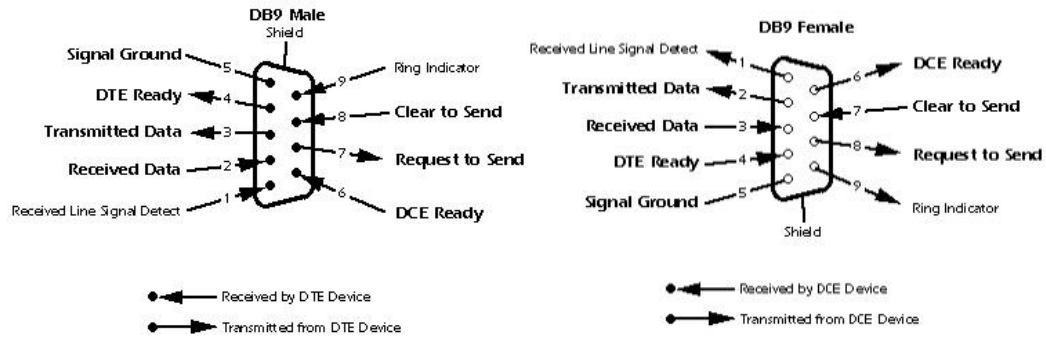 DB9 Male
Shield
Signal Ground
5
9
Ring Indicator
DTE Ready
4
8
Clear to Send
Transmitted Data
3
7
Request to Send
Received Data
2
6
DCE Ready
Received Line Signal Detect
1
Received by DTE Device
Transmitted from DTE Device
DB9 Female
Received Line Signal Detect
1
6
DCE Ready
Transmitted Data
2
7
Clear to Send
Received Data
3
8
Request to Send
DTE Ready
4
9
Ring Indicator
Signal Ground
5
Shield
Received by DCE Device
Transmitted from DCE Device